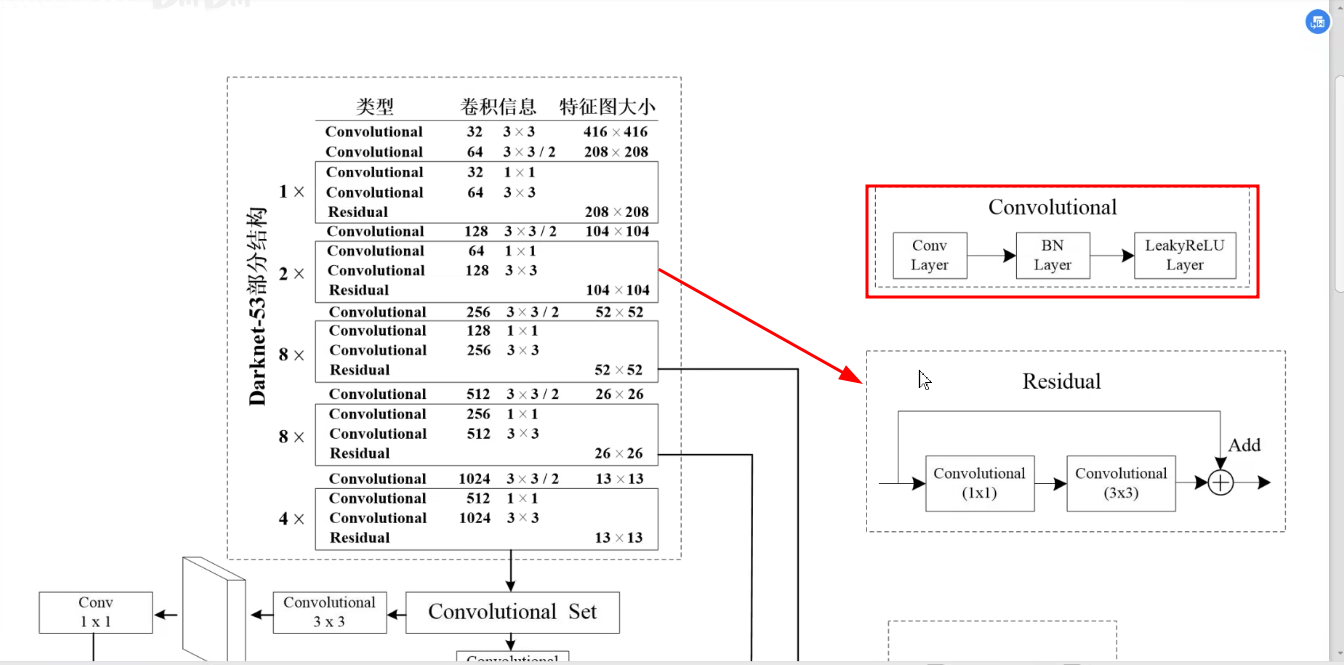 类型 卷积信息 特征图大小
Convolutional 32 3×3 416×416
Convolutional 64 3×3/2 208×208
1×
Convolutional 32 1×1
Convolutional 64 3×3
Residual 208×208
Convolutional 128 3×3/2 104×104
2×
Convolutional 64 1×1
Convolutional 128 3×3
Residual 104×104
Convolutional 256 3×3/2 52×52
8×
Convolutional 128 1×1
Convolutional 256 3×3
Residual 52×52
Convolutional 512 3×3/2 26×26
8×
Convolutional 256 1×1
Convolutional 512 3×3
Residual 26×26
Convolutional 1024 3×3/2 13×13
4×
Convolutional 512 1×1
Convolutional 1024 3×3
Residual 13×13
Darknet-53部分结构
Convolutional
Conv
Layer
BN
Layer
LeakyReLU
Layer
Residual
Add
Convolutional
(1x1)
Convolutional
(3x3)
Conv
1 x 1
Convolutional
3 x 3
Convolutional Set
Convolutional